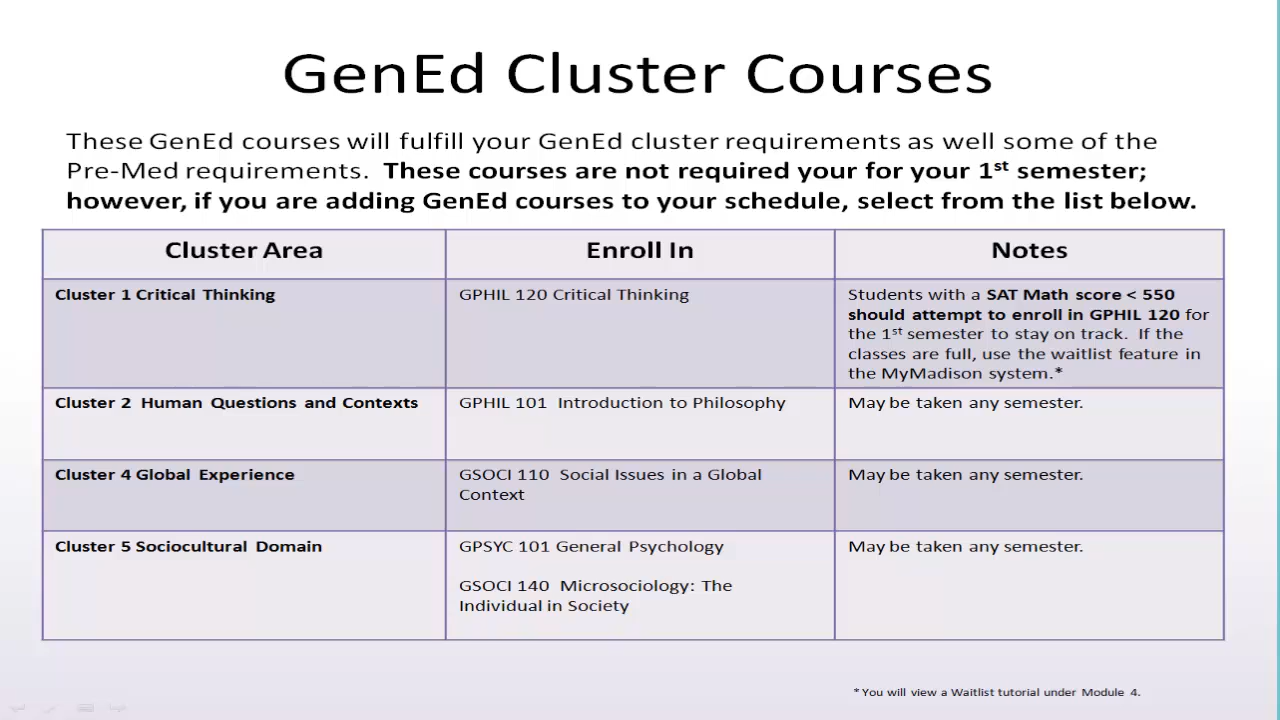 GenEd Cluster Courses
These GenEd courses will fulfill your GenEd cluster requirements as well some of the
Pre-Med requirements. These courses are not required your for your 1st semester;
however, if you are adding GenEd courses to your schedule, select from the list below.
Cluster Area
Enroll In
Notes
Cluster 1 Critical Thinking
GPHIL 120 Critical Thinking
Students with a SAT Math score < 550
should attempt to enroll in GPHIL 120 for
the 1st semester to stay on track. If the
classes are full, use the waitlist feature in
the MyMadison system.*
Cluster 2 Human Questions and Contexts
GPHIL 101 Introduction to Philosophy
May be taken any semester.
Cluster 4 Global Experience
GSOCI 110 Social Issues in a Global
Context
May be taken any semester.
Cluster 5 Sociocultural Domain
GPSYC 101 General Psychology
GSOCI 140 Microsociology: The
Individual in Society
May be taken any semester.
* You will view a Waitlist tutorial under Module 4.